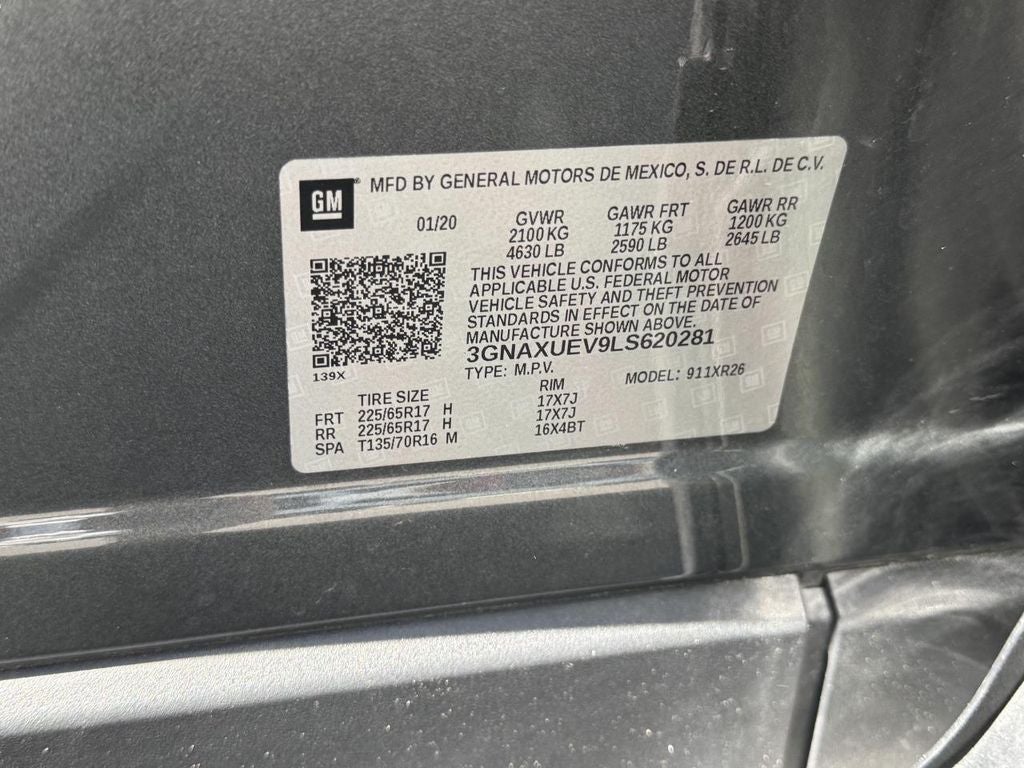 GM® MFD BY GENERAL MOTORS DE MEXICO, S. DE R.L. DE C.V.
01/20 GVWR GAWR FRT GAWR RR
2100 KG 1175 KG 1200 KG
4630 LB 2590 LB 2645 LB
THIS VEHICLE CONFORMS TO ALL
APPLICABLE U.S. FEDERAL MOTOR
VEHICLE SAFETY AND THEFT PREVENTION
STANDARDS IN EFFECT ON THE DATE OF
MANUFACTURE SHOWN ABOVE.
3GNAXUEV9LS620281
139X TYPE: M.P.V. MODEL: 911XR26
TIRE SIZE RIM
FRT 225/65R17 H 17X7J
RR 225/65R17 H 17X7J
SPA T135/70R16 M 16X4BT